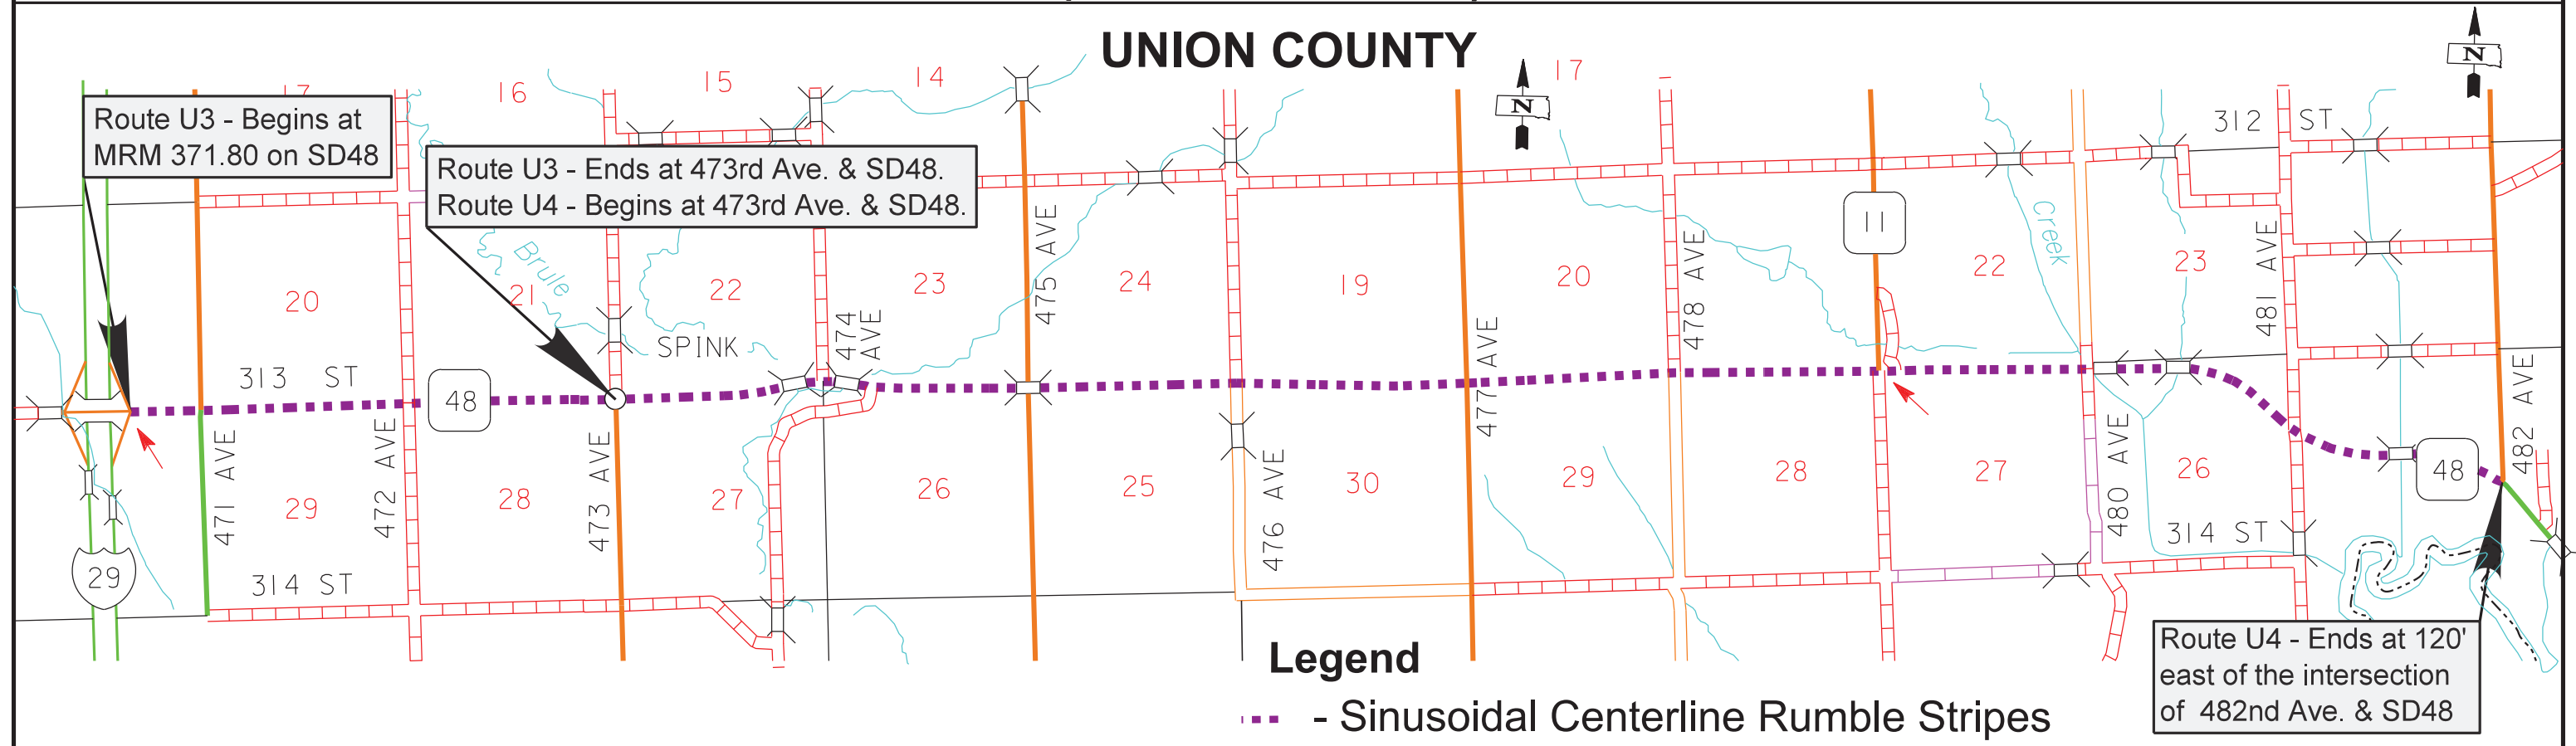 UNION COUNTY
N
N
17
16
15
14
17
312 ST
Route U3 - Begins at
MRM 371.80 on SD48
Route U3 - Ends at 473rd Ave. & SD48.
Route U4 - Begins at 473rd Ave. & SD48.
11
20
21
Brule
22
23
24
19
20
22
Creek
23
475 AVE
478 AVE
481 AVE
SPINK
474
AVE
477 AVE
482 AVE
313 ST
48
48
471 AVE
472 AVE
473 AVE
476 AVE
480 AVE
29
28
27
26
25
30
29
28
27
26
314 ST
29
314 ST
Legend
- Sinusoidal Centerline Rumble Stripes
Route U4 - Ends at 120'
east of the intersection
of 482nd Ave. & SD48